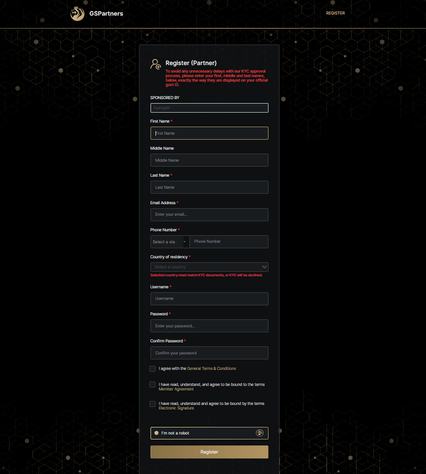 GSPartners
REGISTER
Register (Partner)
To avoid any unnecessary delays with our KYC approval
process, please enter your first, middle and last names,
below, exactly the way they are displayed on your official
govt ID.
SPONSORED BY
First Name *
First Name
Middle Name
Middle Name
Last Name *
Last Name
Email Address *
Enter your email...
Phone Number *
Select a sta
Phone Number
Country of residency *
Select a country
Selected country must match KYC documents, or KYC will be declined.
Username *
Username
Password *
Enter your password...
Confirm Password *
Confirm your password
I agree with the General Terms & Conditions
I have read, understand, and agree to be bound to the terms
Member Agreement
I have read, understand and agree to be bound by the terms
Electronic Signature
I'm not a robot
Register